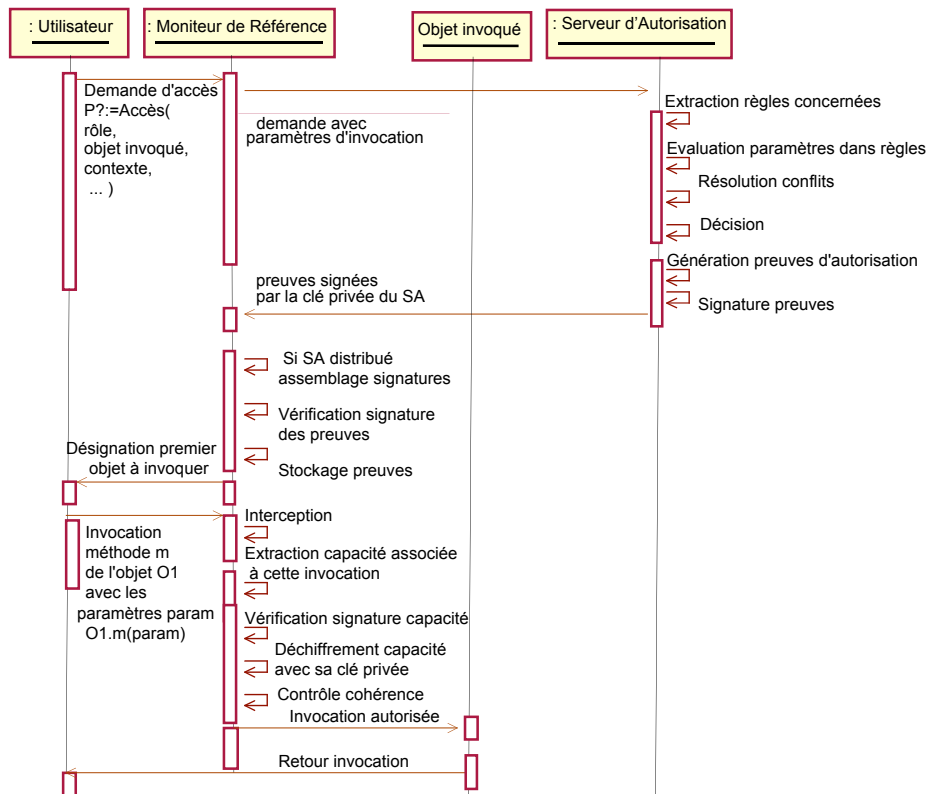 : Utilisateur
: Moniteur de Référence
Objet invoqué
: Serveur d'Autorisation
Demande d'accès
P?:=Accès(
rôle,
objet invoqué,
contexte,
... )
demande avec
paramètres d'invocation
Extraction règles concernées
Evaluation paramètres dans règles
Résolution conflits
Décision
Génération preuves d'autorisation
Signature preuves
preuves signées
par la clé privée du SA
Si SA distribué
assemblage signatures
Vérification signature
des preuves
Stockage preuves
Désignation premier
objet à invoquer
Interception
Invocation
méthode m
de l'objet O1
avec les
paramètres param
O1.m(param)
Extraction capacité associée
à cette invocation
Vérification signature capacité
Déchiffrement capacité
avec sa clé privée
Contrôle cohérence
Invocation autorisée
Retour invocation